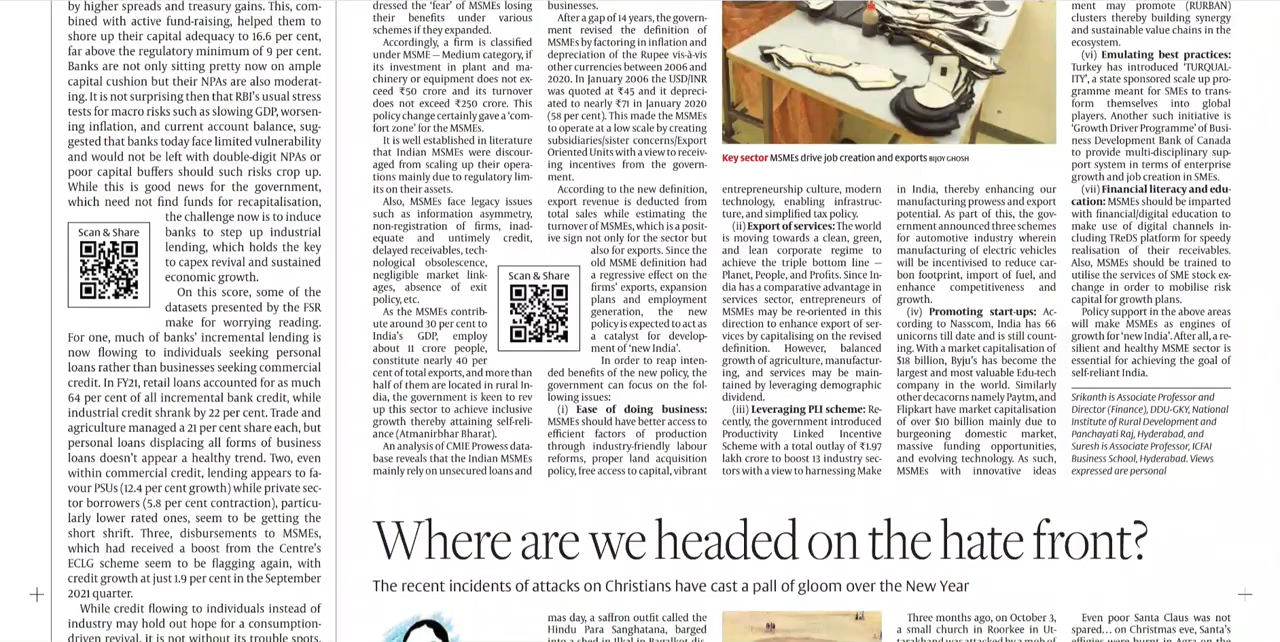 by higher spreads and treasury gains. This, com-
bined with active fund-raising, helped them to
shore up their capital adequacy to 16.6 per cent,
far above the regulatory minimum of 9 per cent.
Banks are not only sitting pretty now on ample
capital cushion but their NPAs are also moderat-
ing. It is not surprising then that RBI's usual stress
tests for macro risks such as slowing GDP, worsen-
ing inflation, and current account balance, sug-
gested that banks today face limited vulnerability
and would not be left with double-digit NPAs or
poor capital buffers should such risks crop up.
While this is good news for the government,
which need not find funds for recapitalisation,
the challenge now is to induce
banks to step up industrial
lending, which holds the key
to capex revival and sustained
economic growth.
On this score, some of the
datasets presented by the FSR
make for worrying reading.
Scan & Share
For one, much of banks' incremental lending is
now flowing to individuals seeking personal
loans rather than businesses seeking commercial
credit. In FY21, retail loans accounted for as much
64 per cent of all incremental bank credit, while
industrial credit shrank by 22 per cent. Trade and
agriculture managed a 21 per cent share each, but
personal loans displacing all forms of business
loans doesn't appear a healthy trend. Two, even
within commercial credit, lending appears to fa-
vour PSUs (12.4 per cent growth) while private sec-
tor borrowers (5.8 per cent contraction), particu-
larly lower rated ones, seem to be getting the
short shrift. Three, disbursements to MSMEs,
which had received a boost from the Centre's
ECLG scheme seem to be flagging again, with
credit growth at just 1.9 per cent in the September
2021 quarter.
While credit flowing to individuals instead of
industry may hold out hope for a consumption-
driven revival, it is not without its trouble spots.
dressed the 'fear' of MSMEs losing
their benefits under various
schemes if they expanded.
Accordingly, a firm is classified
under MSME — Medium category, if
its investment in plant and ma-
chinery or equipment does not ex-
ceed ₹50 crore and its turnover
does not exceed ₹250 crore. This
policy change certainly gave a 'com-
fort zone' for the MSMEs.
It is well established in literature
that Indian MSMEs were discour-
aged from scaling up their opera-
tions mainly due to regulatory lim-
its on their assets.
Also, MSMEs face legacy issues
such as information asymmetry,
non-registration of firms, inad-
equate and untimely credit,
delayed receivables, tech-
nological obsolescence,
negligible market link-
ages, absence of exit
policy, etc.
As the MSMEs contrib-
ute around 30 per cent to
India's GDP, employ
about 11 crore people,
constitute nearly 40 per
cent of total exports, and more than
half of them are located in rural In-
dia, the government is keen to rev
up this sector to achieve inclusive
growth thereby attaining self-reli-
ance (Atmanirbhar Bharat).
An analysis of CMIE Prowess data-
base reveals that the Indian MSMEs
mainly rely on unsecured loans and
Scan & Share
businesses.
After a gap of 14 years, the govern-
ment revised the definition of
MSMEs by factoring in inflation and
depreciation of the Rupee vis-à-vis
other currencies between 2006 and
2020. In January 2006 the USD/INR
was quoted at ₹45 and it depreci-
ated to nearly ₹71 in January 2020
(58 per cent). This made the MSMEs
to operate at a low scale by creating
subsidiaries/sister concerns/Export
Oriented Units with a view to receiv-
ing incentives from the govern-
ment.
According to the new definition,
export revenue is deducted from
total sales while estimating the
turnover of MSMEs, which is a posit-
ive sign not only for the sector but
also for exports. Since the
old MSME definition had
a regressive effect on the
firms' exports, expansion
plans and employment
generation, the new
policy is expected to act as
a catalyst for develop-
ment of 'new India'.
In order to reap inten-
ded benefits of the new policy, the
government can focus on the fol-
lowing issues:
(i) Ease of doing business:
MSMEs should have better access to
efficient factors of production
through industry-friendly labour
reforms, proper land acquisition
policy, free access to capital, vibrant
Key sector MSMEs drive job creation and exports BIJOY GHOSH
entrepreneurship culture, modern
technology, enabling infrastruc-
ture, and simplified tax policy.
(ii) Export of services: The world
is moving towards a clean, green,
and lean corporate regime to
achieve the triple bottom line —
Planet, People, and Profits. Since In-
dia has a comparative advantage in
services sector, entrepreneurs of
MSMEs may be re-oriented in this
direction to enhance export of ser-
vices by capitalising on the revised
definition. However, balanced
growth of agriculture, manufactur-
ing, and services may be main-
tained by leveraging demographic
dividend.
(iii) Leveraging PLI scheme: Re-
cently, the government introduced
Productivity Linked Incentive
Scheme with a total outlay of ₹1.97
lakh crore to boost 13 industry sec-
tors with a view to harnessing Make
in India, thereby enhancing our
manufacturing prowess and export
potential. As part of this, the gov-
ernment announced three schemes
for automotive industry wherein
manufacturing of electric vehicles
will be incentivised to reduce car-
bon footprint, import of fuel, and
enhance competitiveness and
growth.
(iv) Promoting start-ups: Ac-
cording to Nasscom, India has 66
unicorns till date and is still count-
ing. With a market capitalisation of
$18 billion, Byju's has become the
largest and most valuable Edu-tech
company in the world. Similarly
other decacorns namely Paytm, and
Flipkart have market capitalisation
of over $10 billion mainly due to
burgeoning domestic market,
massive funding opportunities,
and evolving technology. As such,
MSMEs with innovative ideas
ment may promote (RURBAN)
clusters thereby building synergy
and sustainable value chains in the
ecosystem.
(vi) Emulating best practices:
Turkey has introduced 'TURQUAL-
ITY', a state sponsored scale up pro-
gramme meant for SMEs to trans-
form themselves into global
players. Another such initiative is
'Growth Driver Programme' of Busi-
ness Development Bank of Canada
to provide multi-disciplinary sup-
port system in terms of enterprise
growth and job creation in SMEs.
(vii) Financial literacy and edu-
cation: MSMEs should be imparted
with financial/digital education to
make use of digital channels in-
cluding TReDS platform for speedy
realisation of their receivables.
Also, MSMEs should be trained to
utilise the services of SME stock ex-
change in order to mobilise risk
capital for growth plans.
Policy support in the above areas
will make MSMEs as engines of
growth for 'new India'. After all, a re-
silient and healthy MSME sector is
essential for achieving the goal of
self-reliant India.
Srikanth is Associate Professor and
Director (Finance), DDU-GKY, National
Institute of Rural Development and
Panchayati Raj, Hyderabad, and
Suresh is Associate Professor, ICFAI
Business School, Hyderabad. Views
expressed are personal
Where are we headed on the hate front?
The recent incidents of attacks on Christians have cast a pall of gloom over the New Year
mas day, a saffron outfit called the
Hindu Para Sanghatana, barged
Three months ago, on October 3,
a small church in Roorkee in Ut-
Even poor Santa Claus was not
spared... on Christmas eve, Santa's